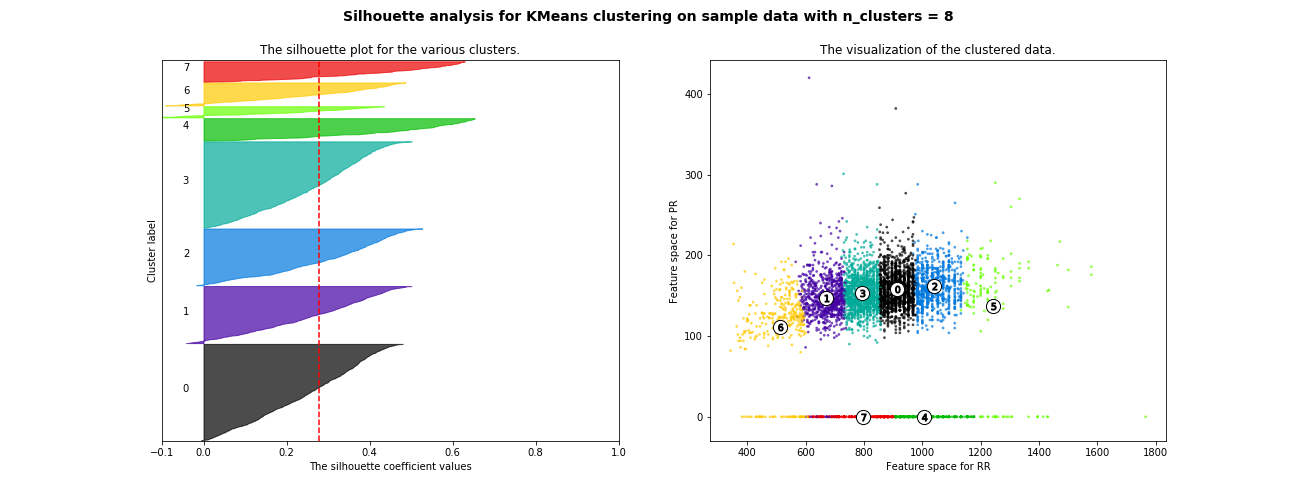 Silhouette analysis for KMeans clustering on sample data with n_clusters = 8
The silhouette plot for the various clusters.
7
6
5
4
3
2
1
0
Cluster label
−0.1 0.0 0.2 0.4 0.6 0.8 1.0
The silhouette coefficient values
The visualization of the clustered data.
400
300
200
100
0
Feature space for PR
1 3 0 2 5 6 7 4
400 600 800 1000 1200 1400 1600 1800
Feature space for RR